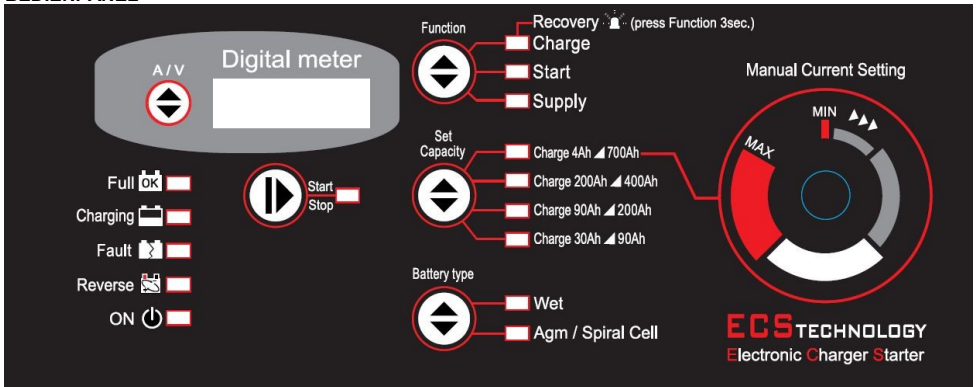 BEDIENPANEEL
A / V
Digital meter
Function
Recovery (press Function 3sec.)
Charge
Start
Supply
Set
Capacity
Charge 4Ah 700Ah
Charge 200Ah 400Ah
Charge 90Ah 200Ah
Charge 30Ah 90Ah
Battery type
Wet
Agm / Spiral Cell
Start
Stop
Full OK
Charging
Fault
Reverse
ON
Manual Current Setting
MIN
MAX
ECS TECHNOLOGY
Electronic Charger Starter